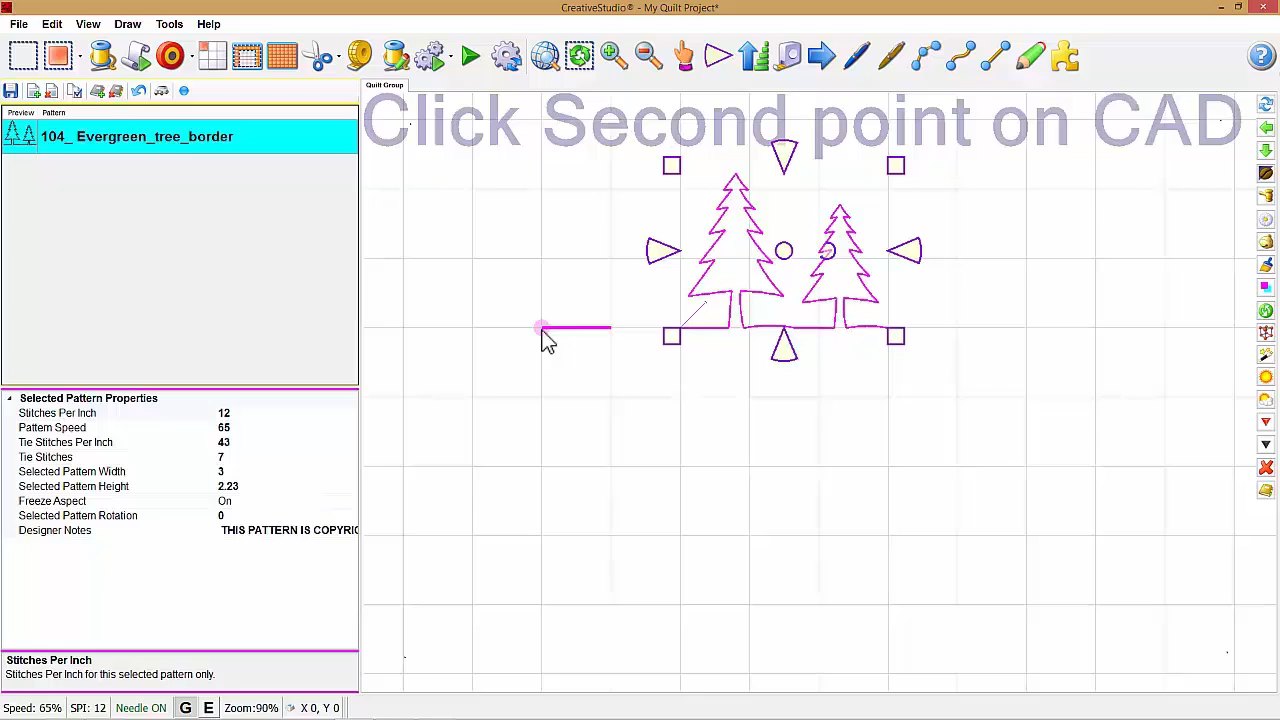 CreativeStudio® - My Quilt Project*
File Edit View Draw Tools Help
Quilt Group
Click Second point on CAD
Preview Pattern
104_ Evergreen_tree_border
Selected Pattern Properties
Stitches Per Inch 12
Pattern Speed 65
Tie Stitches Per Inch 43
Tie Stitches 7
Selected Pattern Width 3
Selected Pattern Height 2.23
Freeze Aspect On
Selected Pattern Rotation 0
Designer Notes THIS PATTERN IS COPYRIG
Stitches Per Inch
Stitches Per Inch for this selected pattern only.
Speed: 65% SPI: 12 Needle ON G E Zoom:90% X 0, Y 0